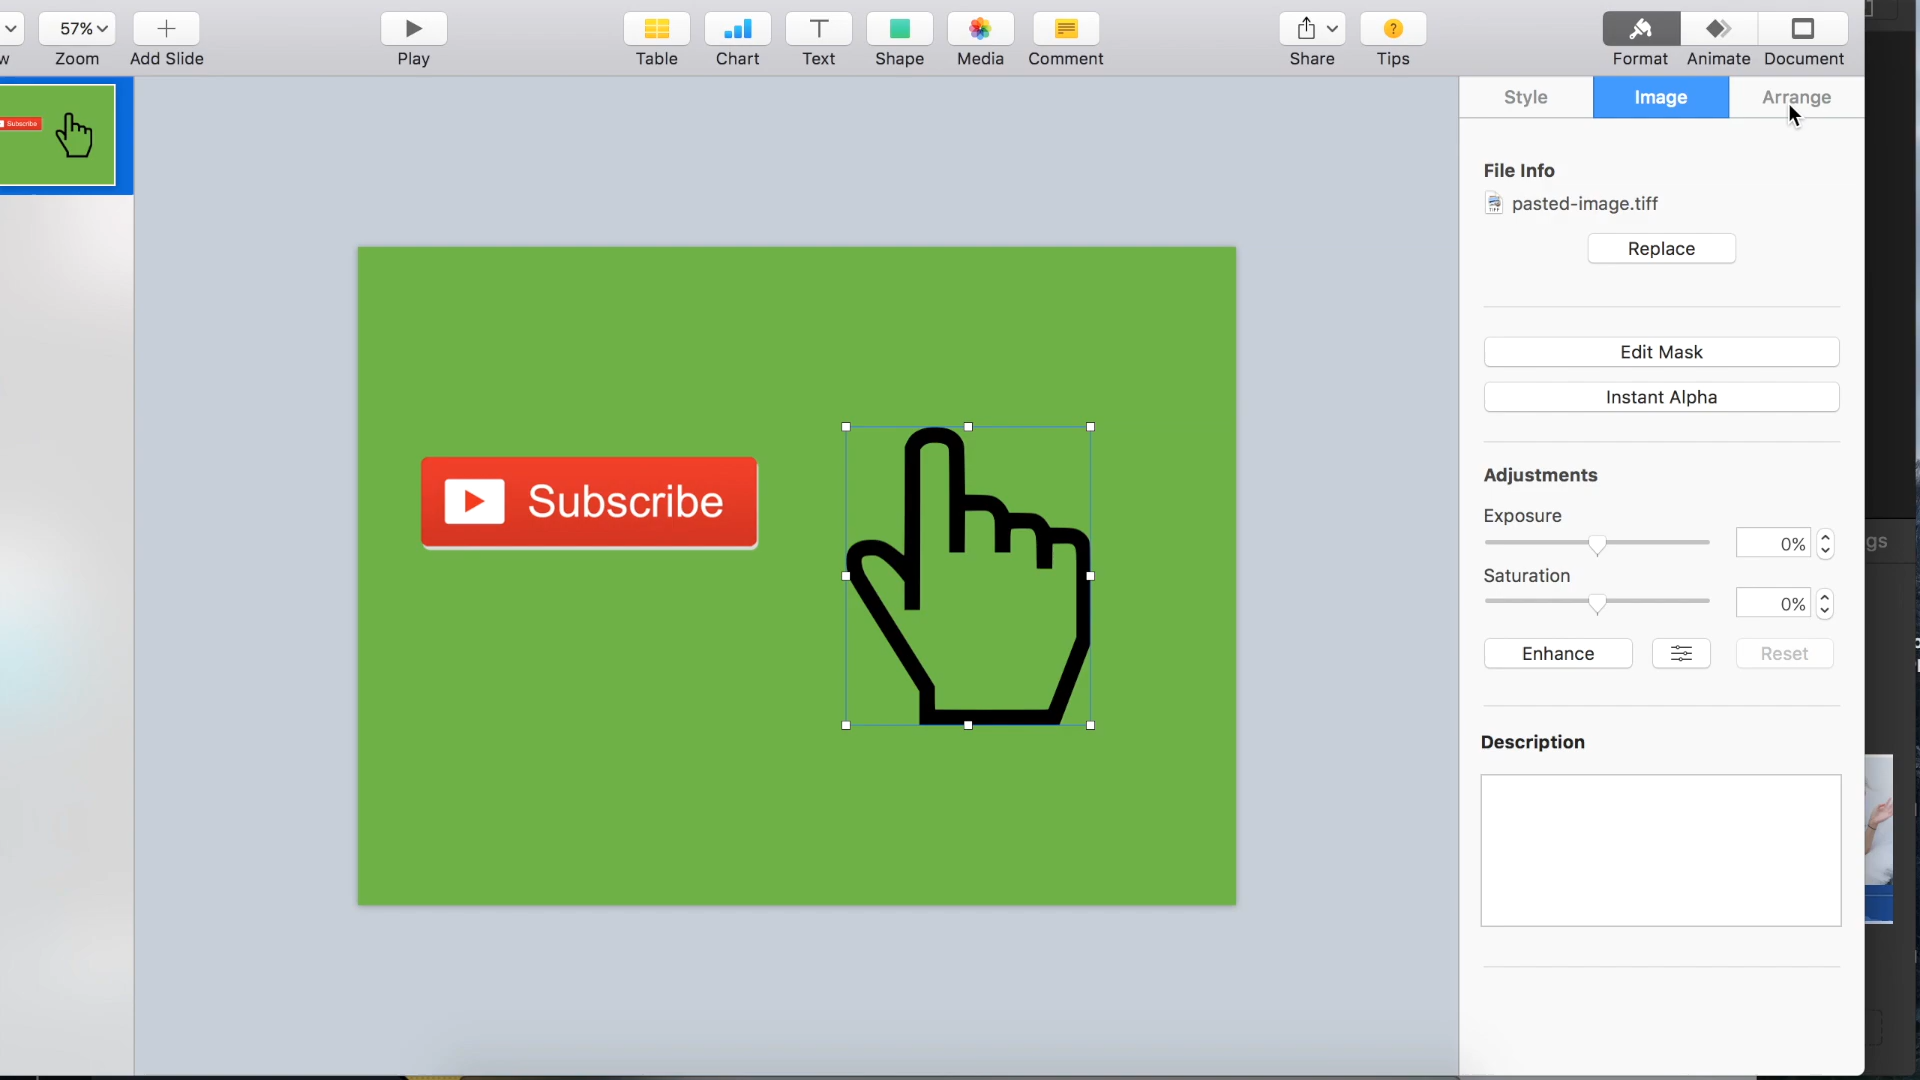 w
57%
Zoom
Add Slide
Play
Table
Chart
Text
Shape
Media
Comment
Share
Tips
Format
Animate
Document
Subscribe
Style
Image
Arrange
File Info
pasted-image.tiff
Replace
Edit Mask
Instant Alpha
Adjustments
Exposure
0%
Saturation
0%
Enhance
Reset
Description
Subscribe
gs